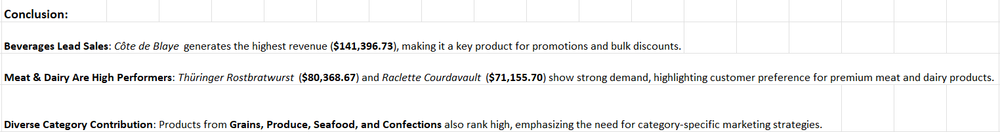 Conclusion:
Beverages Lead Sales: Côte de Blaye generates the highest revenue ($141,396.73), making it a key product for promotions and bulk discounts.
Meat & Dairy Are High Performers: Thüringer Rostbratwurst ($80,368.67) and Raclette Courdavault ($71,155.70) show strong demand, highlighting customer preference for premium meat and dairy products.
Diverse Category Contribution: Products from Grains, Produce, Seafood, and Confections also rank high, emphasizing the need for category-specific marketing strategies.